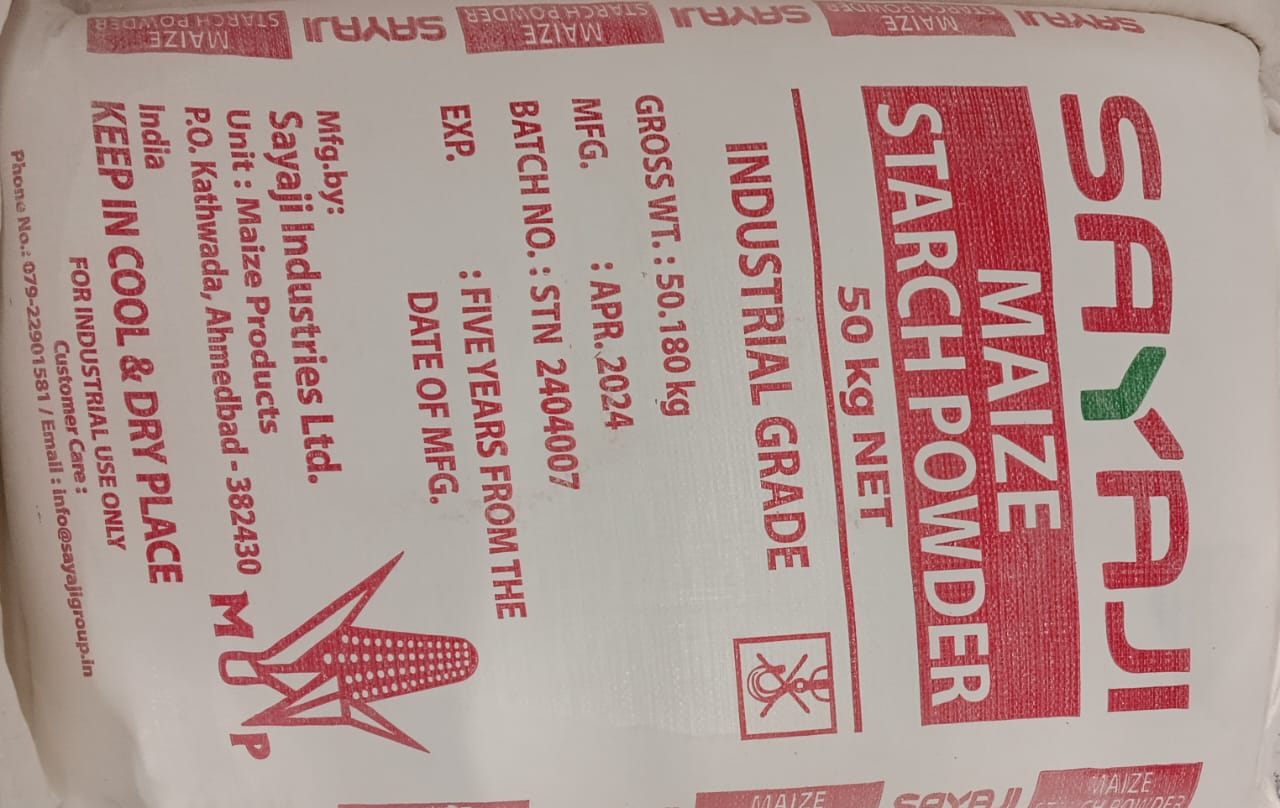 SAYAJI
MAIZE
STARCH POWDER
50 kg NET
INDUSTRIAL GRADE
GROSS WT. : 50.180 kg
MFG. : APR. 2024
BATCH NO. : STN 2404007
EXP. : FIVE YEARS FROM THE
DATE OF MFG.
Mfg.by:
Sayaji Industries Ltd.
Unit : Maize Products
P.O. Kathwada, Ahmedbad - 382430
India
M U P
KEEP IN COOL & DRY PLACE
FOR INDUSTRIAL USE ONLY
Customer Care :
Phone No.: 079-22901581 / Email : info@sayajigroup.in
SAYAJI
MAIZE
STARCH POWDER
SAYAJI
MAIZE
STARCH POWDER
SAYAJI
MAIZE
STARCH POWDER
MAIZE
SAYAJI
MAIZE